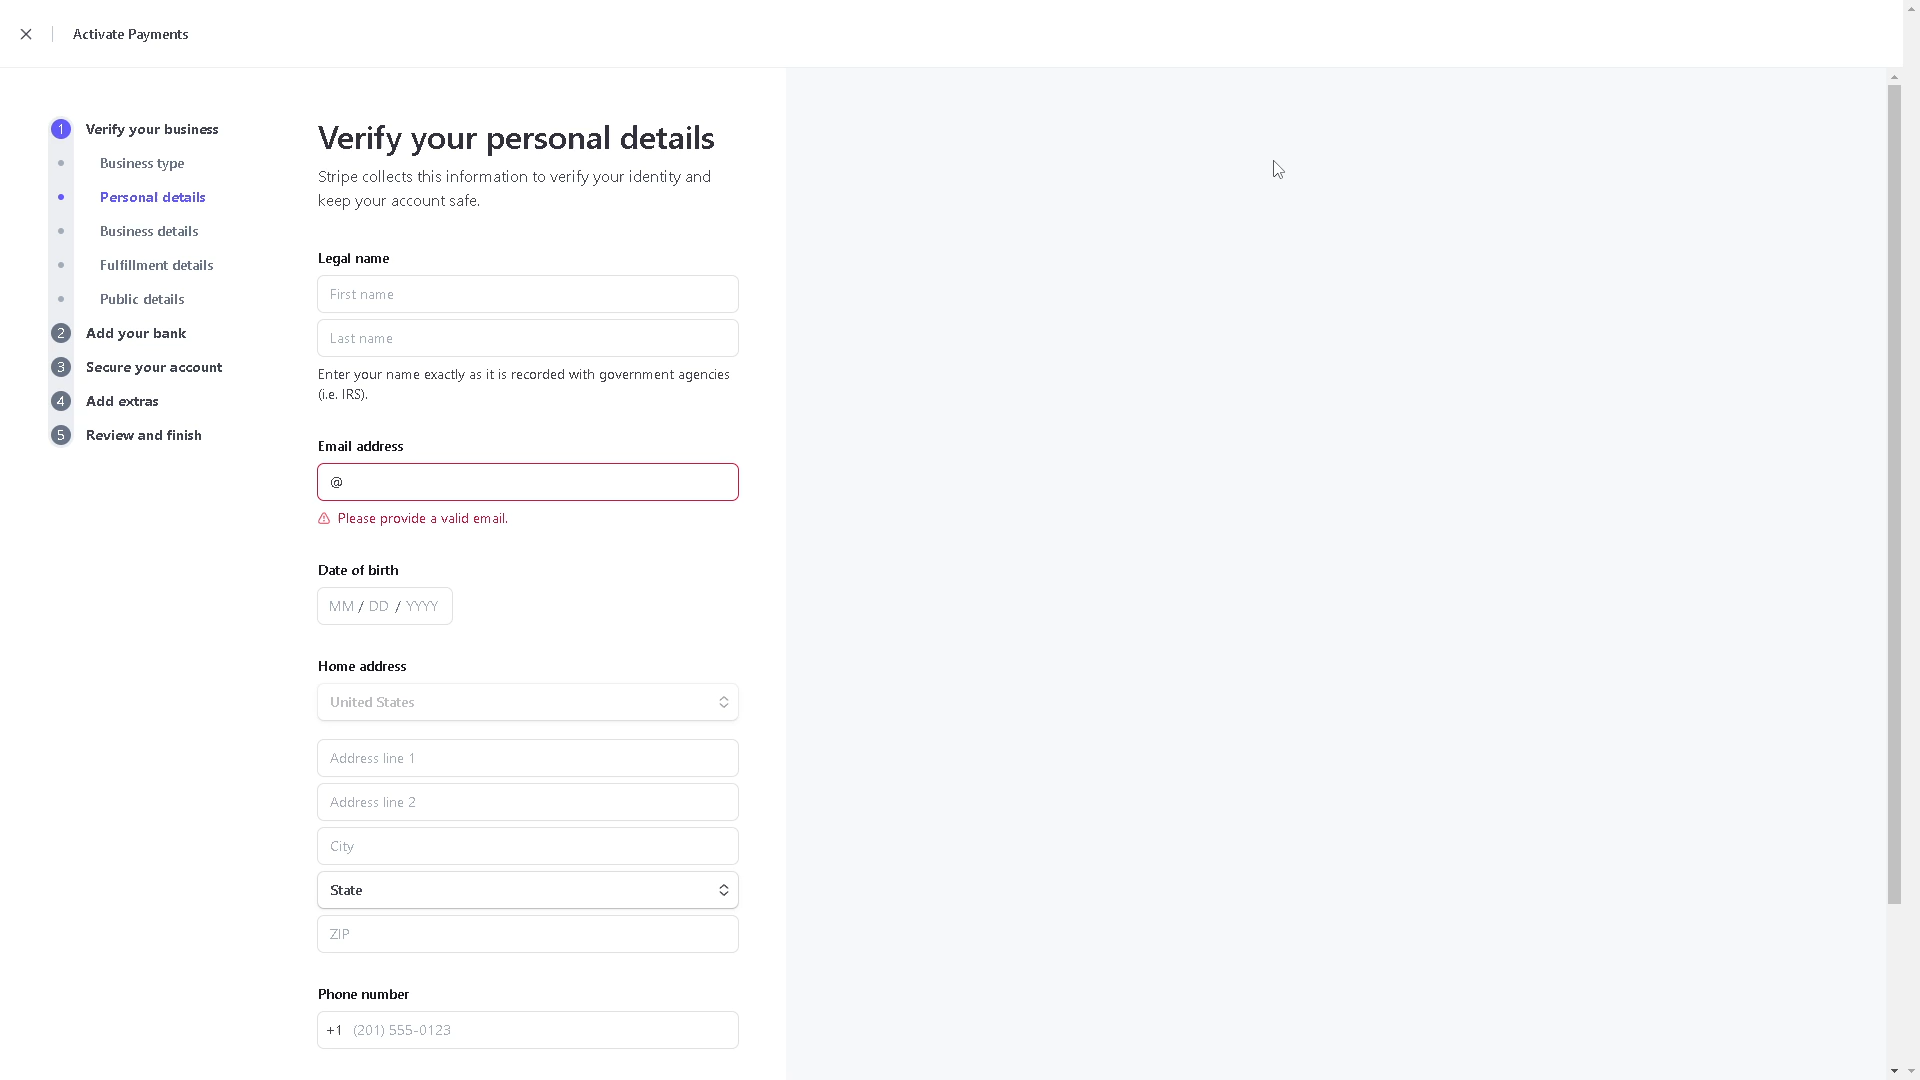 Activate Payments
1 Verify your business
Business type
Personal details
Business details
Fulfillment details
Public details
2 Add your bank
3 Secure your account
4 Add extras
5 Review and finish
Verify your personal details
Stripe collects this information to verify your identity and
keep your account safe.
Legal name
First name
Last name
Enter your name exactly as it is recorded with government agencies
(i.e. IRS).
Email address
@
Please provide a valid email.
Date of birth
MM / DD / YYYY
Home address
United States
Address line 1
Address line 2
City
State
ZIP
Phone number
+1 (201) 555-0123